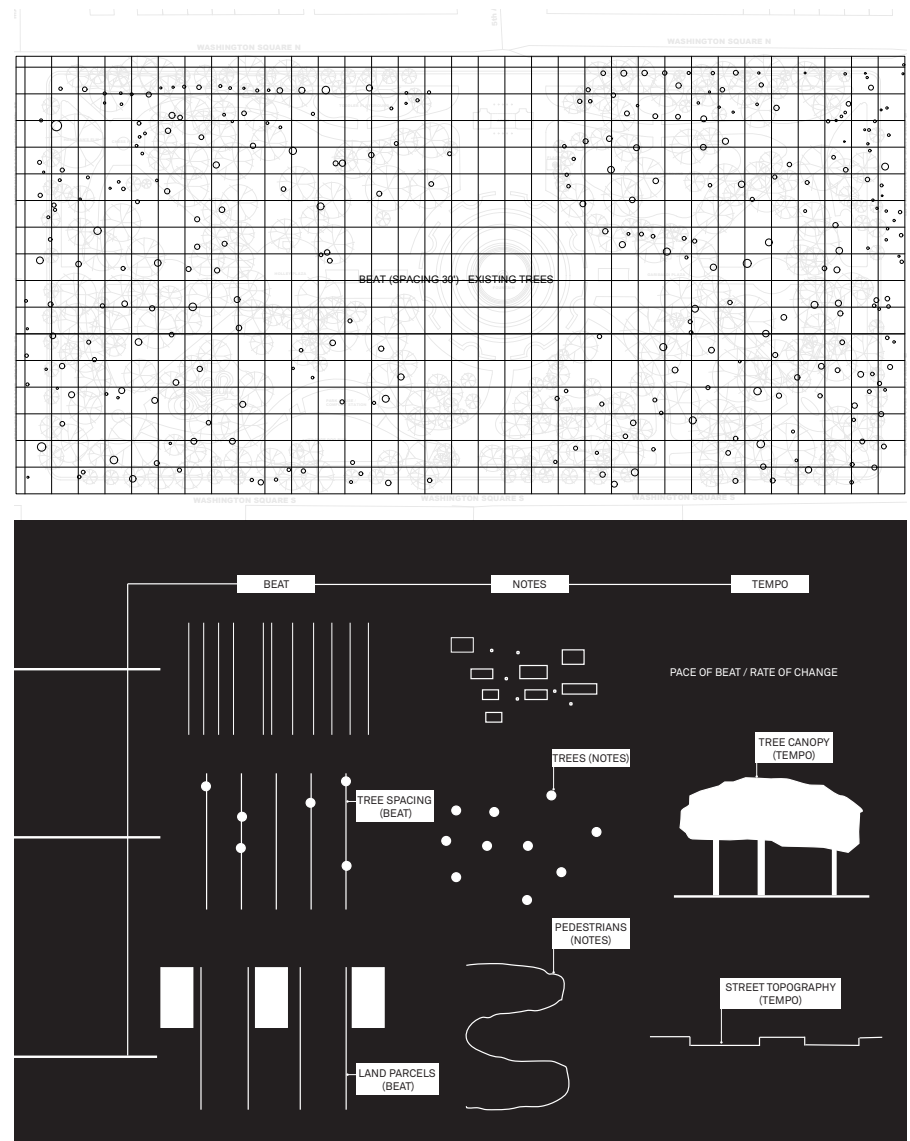 WASHINGTON SQUARE N
WASHINGTON SQUARE N
BEAT (SPACING 30') - EXISTING TREES
WASHINGTON SQUARE S
WASHINGTON SQUARE S
WASHINGTON SQUARE S
BEAT
NOTES
TEMPO
PACE OF BEAT / RATE OF CHANGE
TREE CANOPY
(TEMPO)
TREES (NOTES)
TREE SPACING
(BEAT)
PEDESTRIANS
(NOTES)
STREET TOPOGRAPHY
(TEMPO)
LAND PARCELS
(BEAT)